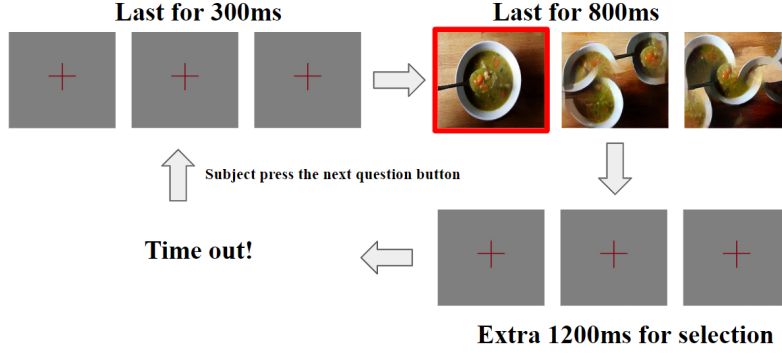 Last for 300ms
Last for 800ms
Subject press the next question button
Time out!
Extra 1200ms for selection